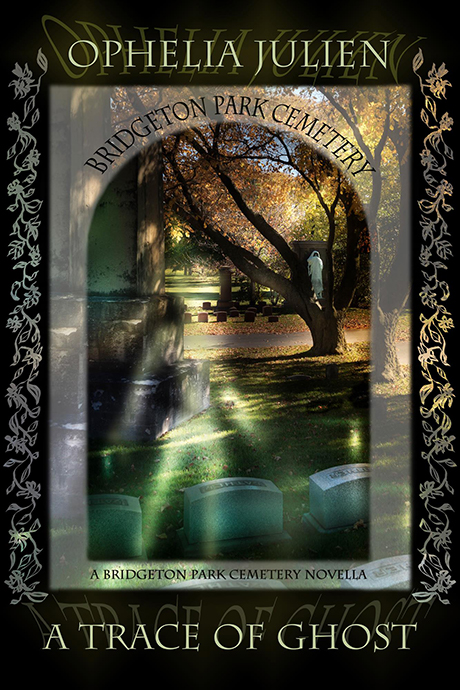 OPHELIA JULIEN
BRIDGETON PARK CEMETERY
A BRIDGETON PARK CEMETERY NOVELLA
A TRACE OF GHOST